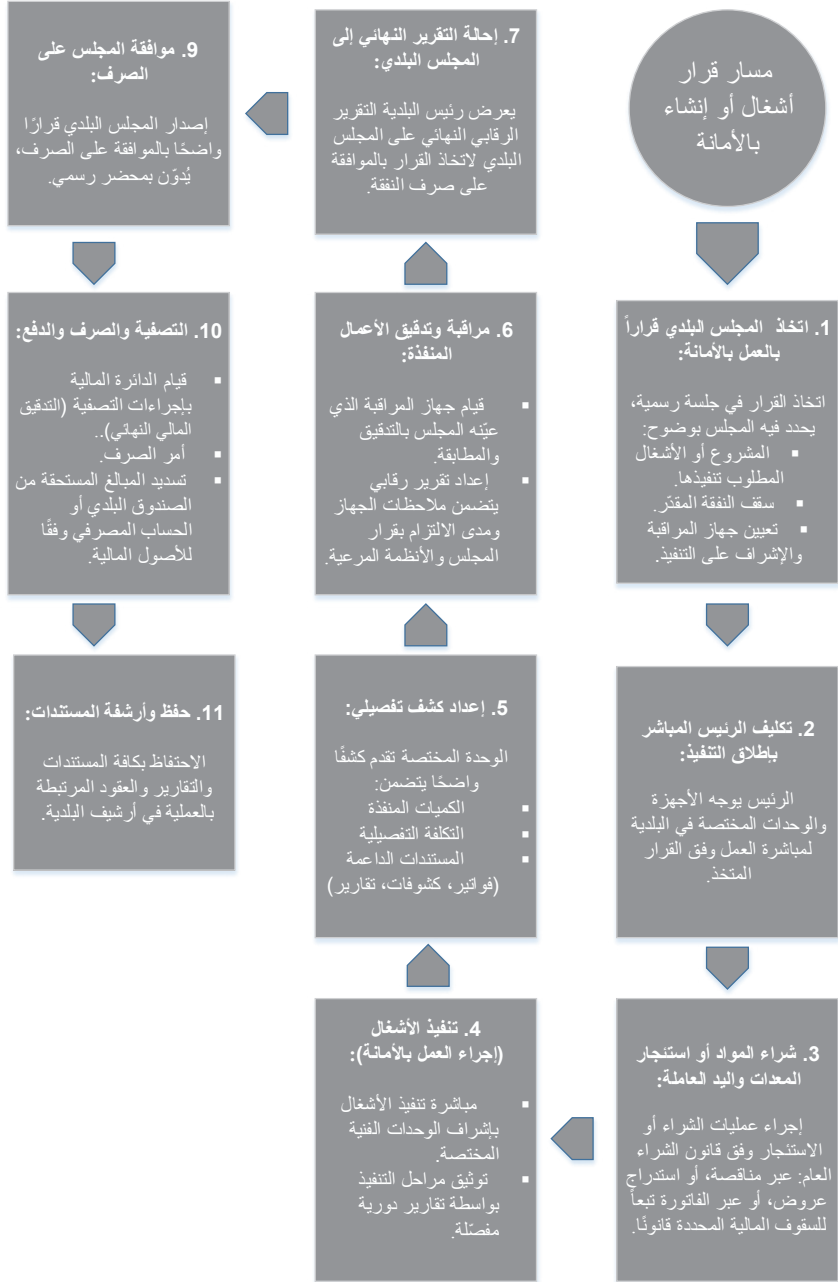 مسار قرار
أشغال أو إنشاء
بالأمانة
1. اتخاذ المجلس البلدي قراراً
بالعمل بالأمانة:
اتخاذ القرار في جلسة رسمية،
يحدد فيه المجلس بوضوح:
▪ المشروع أو الأشغال
المطلوب تنفيذها.
▪ سقف النفقة المقدّر.
▪ تعيين جهاز المراقبة
والإشراف على التنفيذ.
2. تكليف الرئيس المباشر
بإطلاق التنفيذ:
الرئيس يوجه الأجهزة
والوحدات المختصة في البلدية
لمباشرة العمل وفق القرار
المتخذ.
3. شراء المواد أو استئجار
المعدات واليد العاملة:
إجراء عمليات الشراء أو
الاستئجار وفق قانون الشراء
العام: عبر مناقصة، أو استدراج
عروض، أو عبر الفاتورة تبعاً
للسقوف المالية المحددة قانونًا.
4. تنفيذ الأشغال
(إجراء العمل بالأمانة):
▪ مباشرة تنفيذ الأشغال
بإشراف الوحدات الفنية
المختصة.
▪ توثيق مراحل التنفيذ
بواسطة تقارير دورية
مفصّلة.
5. إعداد كشف تفصيلي:
الوحدة المختصة تقدم كشفًا
واضحًا يتضمن:
▪ الكميات المنفذة
▪ التكلفة التفصيلية
▪ المستندات الداعمة
(فواتير، كشوفات، تقارير)
6. مراقبة وتدقيق الأعمال
المنفذة:
▪ قيام جهاز المراقبة الذي
عيّنه المجلس بالتدقيق
والمطابقة.
▪ إعداد تقرير رقابي
يتضمن ملاحظات الجهاز
ومدى الالتزام بقرار
المجلس والأنظمة المرعية.
7. إحالة التقرير النهائي إلى
المجلس البلدي:
يعرض رئيس البلدية التقرير
الرقابي النهائي على المجلس
البلدي لاتخاذ القرار بالموافقة
على صرف النفقة.
9. موافقة المجلس على
الصرف:
إصدار المجلس البلدي قرارًا
واضحًا بالموافقة على الصرف،
يُدوّن بمحضر رسمي.
10. التصفية والصرف والدفع:
▪ قيام الدائرة المالية
بإجراءات التصفية (التدقيق
المالي النهائي)..
▪ أمر الصرف.
▪ تسديد المبالغ المستحقة من
الصندوق البلدي أو
الحساب المصرفي وفقًا
للأصول المالية.
11. حفظ وأرشفة المستندات:
الاحتفاظ بكافة المستندات
والتقارير والعقود المرتبطة
بالعملية في أرشيف البلدية.